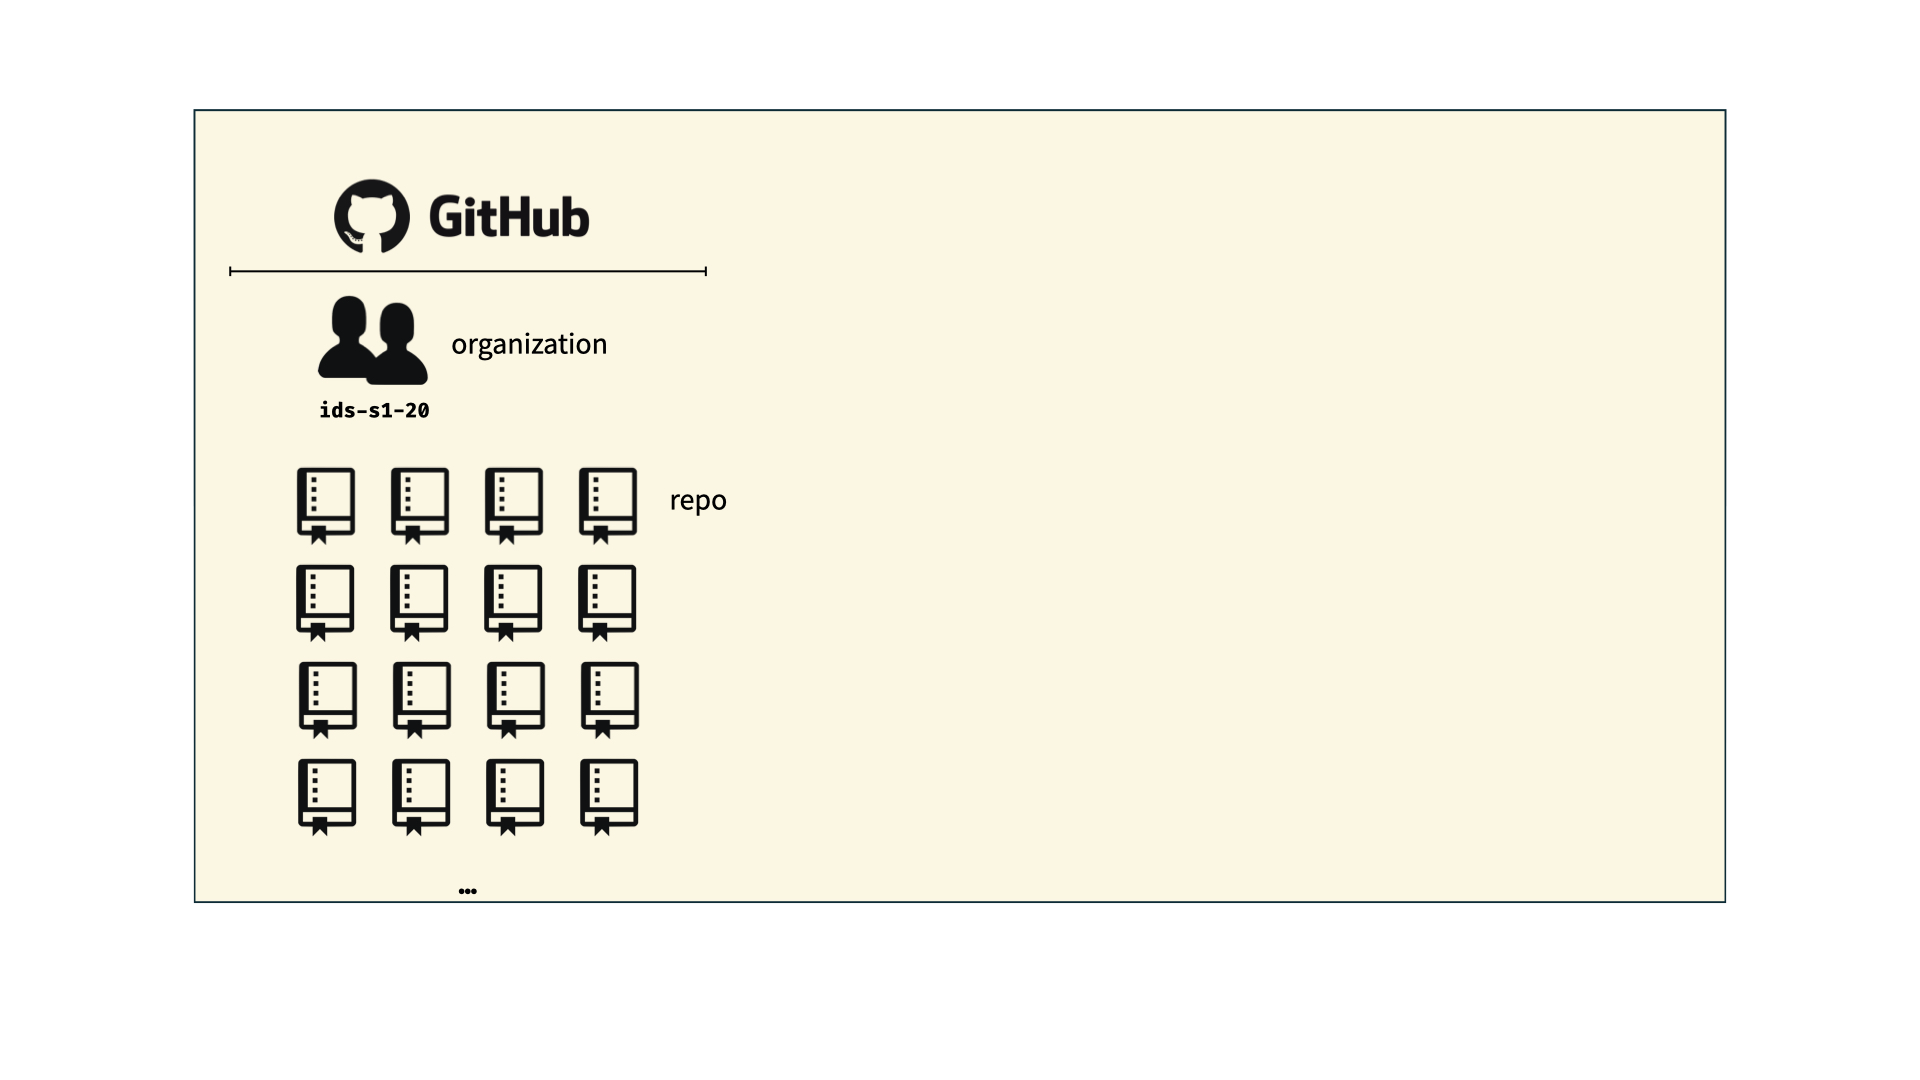 GitHub
organization
ids-s1-20
repo
...